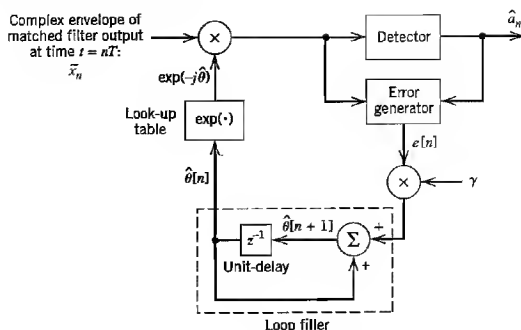 Complex envelope of
matched filter output
at time t = nT:
x̃ₙ
×
Detector
âₙ
exp(−jθ̂)
Look-up
table
exp(·)
Error
generator
e[n]
θ̂[n]
×
γ
θ̂[n + 1]
z⁻¹
Σ
+
+
Unit-delay
Loop filler